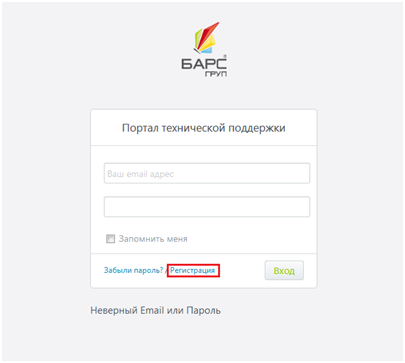 БАРС®
ГРУП
Портал технической поддержки
Ваш email адрес
Запомнить меня
Забыли пароль? / Регистрация
Вход
Неверный Email или Пароль